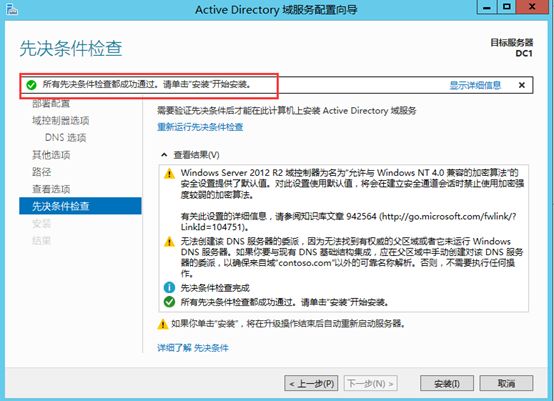 Active Directory 域服务配置向导
先决条件检查
目标服务器
DC1
所有先决条件检查都成功通过。请单击"安装"开始安装。
显示详细信息
部署配置
域控制器选项
DNS 选项
其他选项
路径
查看选项
先决条件检查
安装
结果
需要验证先决条件后才能在此计算机上安装 Active Directory 域服务
重新运行先决条件检查
查看结果(V)
Windows Server 2012 R2 域控制器为名为"允许与 Windows NT 4.0 兼容的加密算法"的
安全设置提供了默认值。对此设置使用默认值，将会在建立安全通道会话时禁止使用加密强
度较弱的加密算法。
有关此设置的详细信息，请参阅知识库文章 942564 (http://go.microsoft.com/fwlink/?
LinkId=104751)。
无法创建该 DNS 服务器的委派，因为无法找到有权威的父区域或者它未运行 Windows
DNS 服务器。如果你要与现有 DNS 基础结构集成，应在父区域中手动创建对该 DNS 服务
器的委派，以确保来自域"contoso.com"以外的可靠名称解析。否则，不需要执行任何操
作。
先决条件检查完成
所有先决条件检查都成功通过。请单击"安装"开始安装。
如果你单击"安装"，将在升级操作结束后自动重新启动服务器。
详细了解 先决条件
< 上一步(P)
下一步(N) >
安装(I)
取消